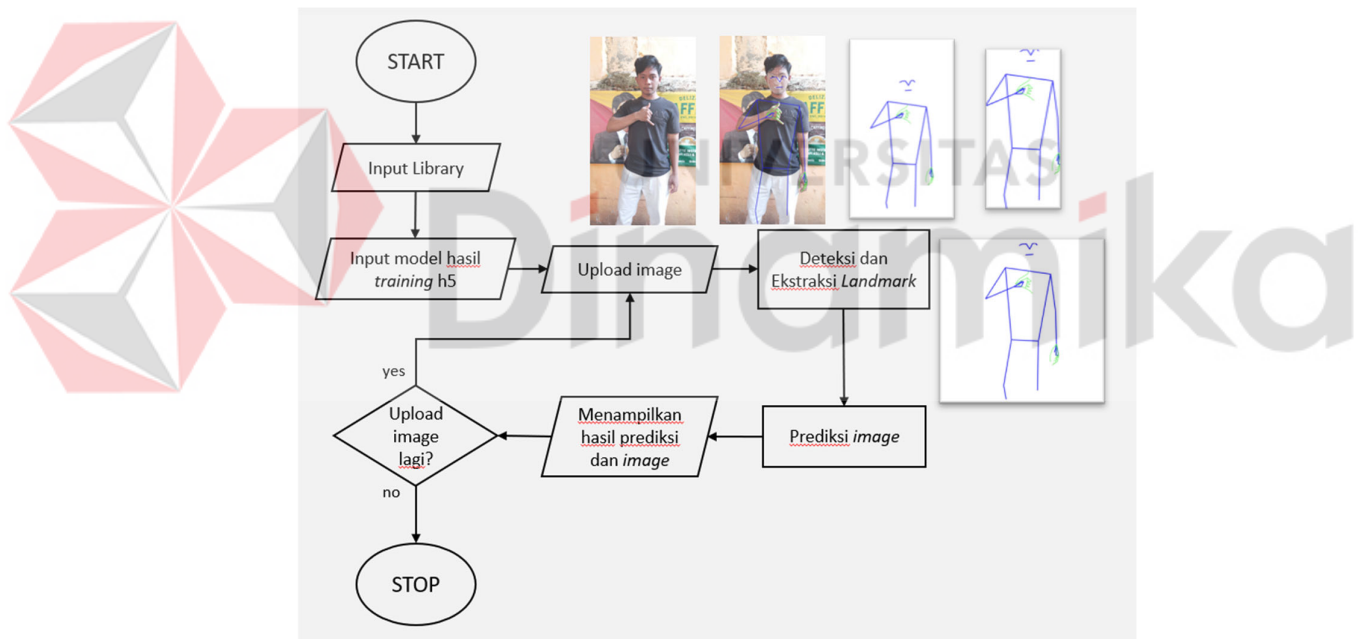 START
Input Library
Input model hasil
training h5
Upload image
Deteksi dan
Ekstraksi Landmark
Prediksi image
Menampilkan
hasil prediksi
dan image
Upload
image
lagi?
yes
no
STOP
UNIVERSITAS
Dinamika